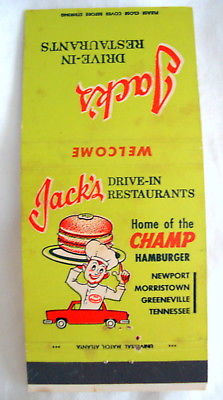 PLEASE CLOSE COVER BEFORE STRIKING
Jack's
DRIVE-IN
RESTAURANTS
WELCOME
Jack's DRIVE-IN
RESTAURANTS
Home of the
CHAMP
HAMBURGER
NEWPORT
MORRISTOWN
GREENEVILLE
TENNESSEE
UNIVERSAL MATCH, ATLANTA